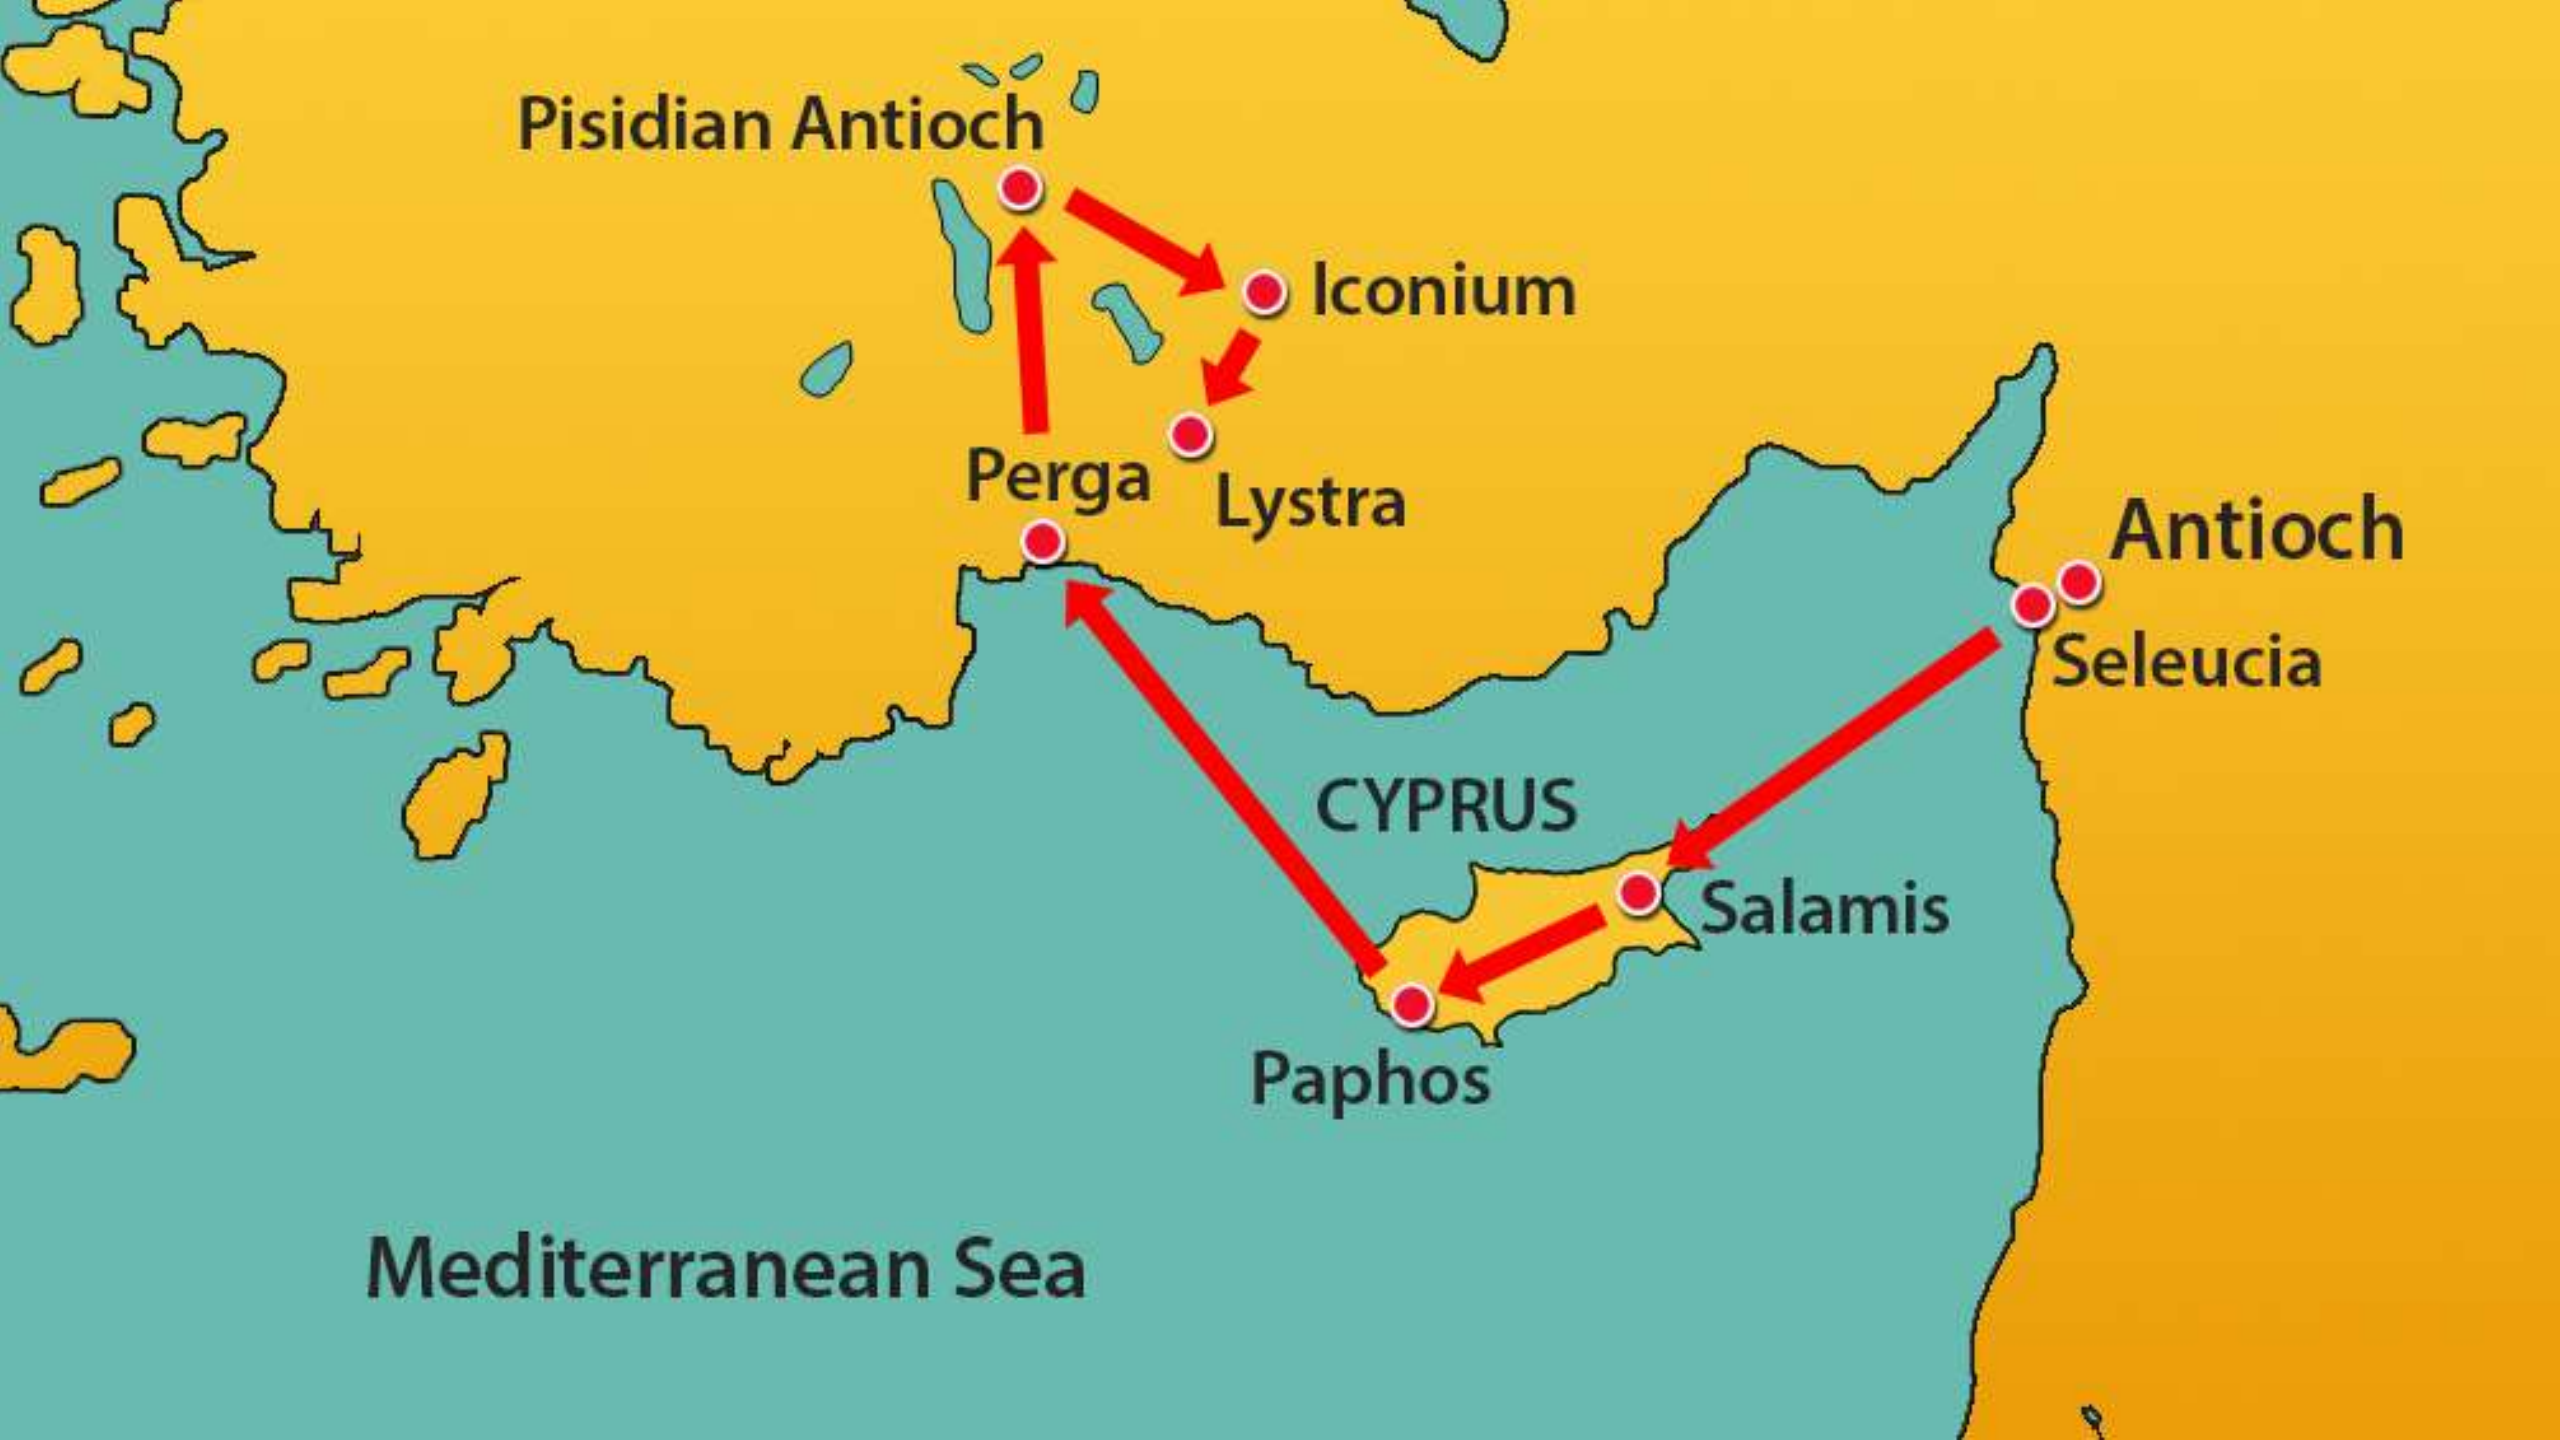 Pisidian Antioch
Iconium
Perga
Lystra
Antioch
Seleucia
CYPRUS
Salamis
Paphos
Mediterranean Sea